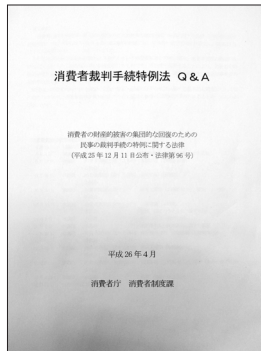 消費者裁判手続特例法 Q&A
消費者の財産的被害の集団的な回復のための
民事の裁判手続の特例に関する法律
(平成25年12月11日公布・法律第96号)
平成26年4月
消費者庁 消費者制度課